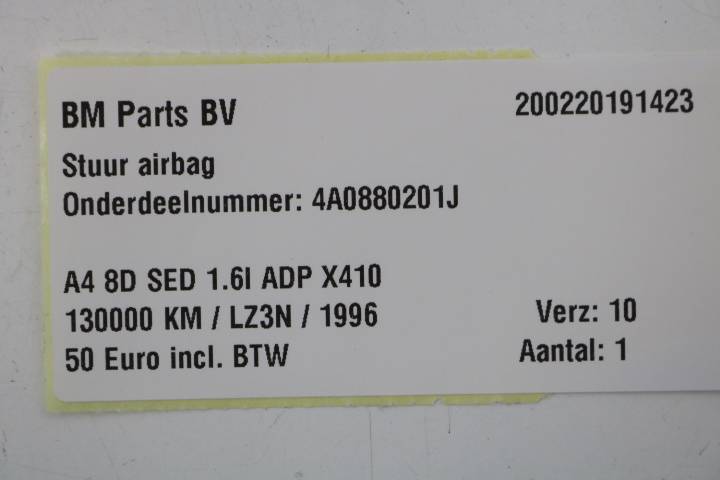 BM Parts BV 200220191423
Stuur airbag
Onderdeelnummer: 4A0880201J
A4 8D SED 1.6I ADP X410
130000 KM / LZ3N / 1996 Verz: 10
50 Euro incl. BTW Aantal: 1